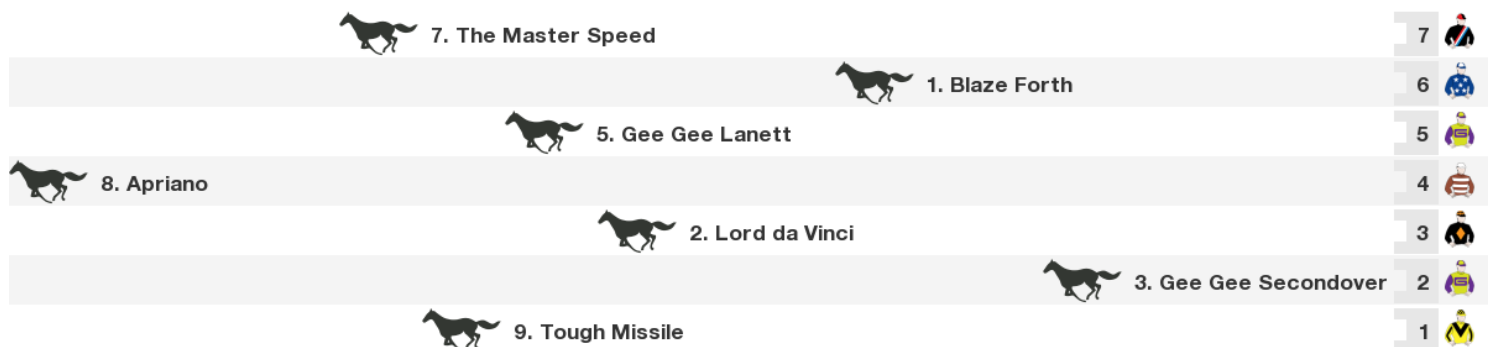 7. The Master Speed 7
1. Blaze Forth 6
5. Gee Gee Lanett 5
8. Apriano 4
2. Lord da Vinci 3
3. Gee Gee Secondover 2
9. Tough Missile 1